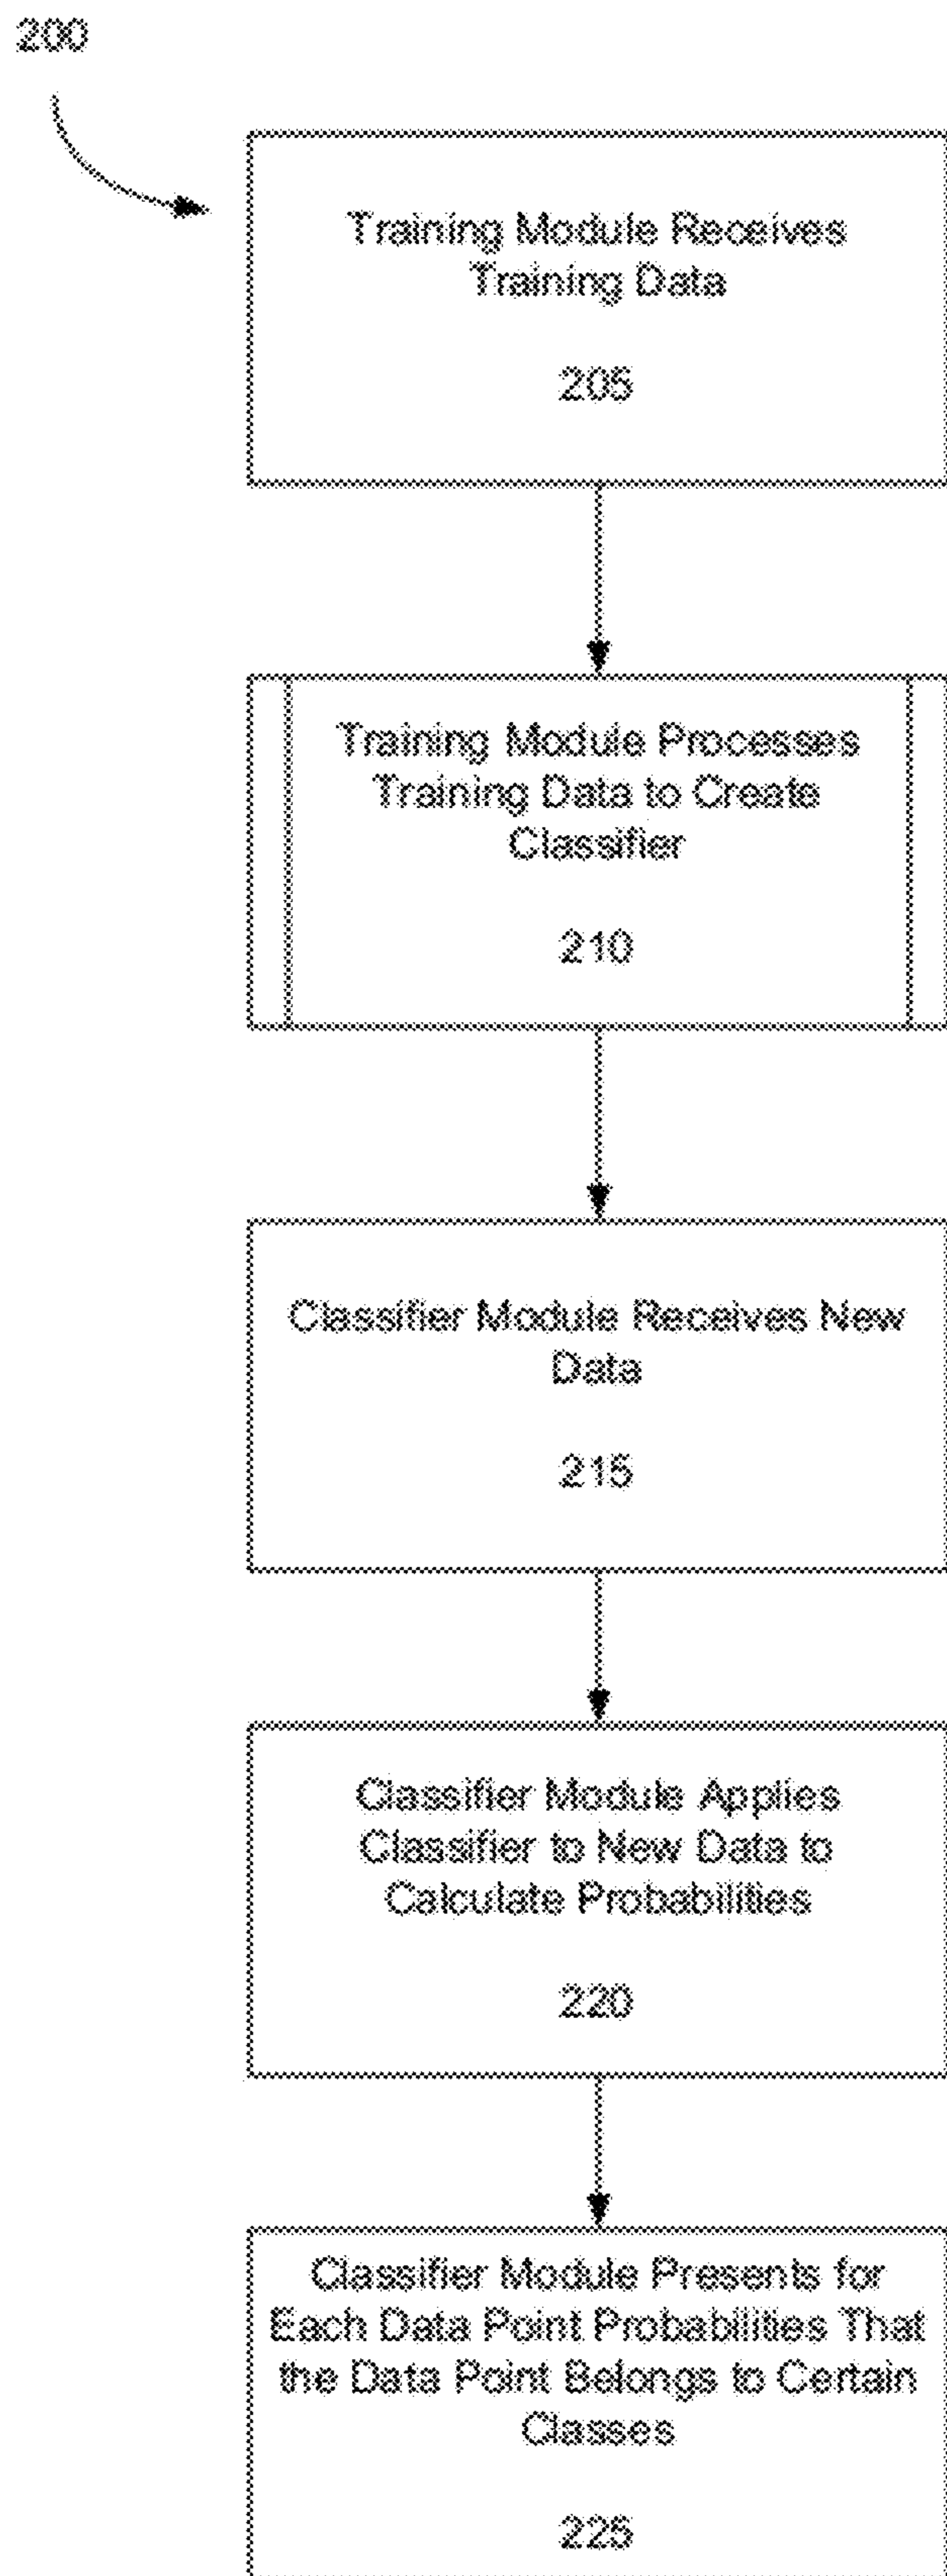 200
Training Module Receives
Training Data
205
Training Module Processes
Training Data to Create
Classifier
210
Classifier Module Receives New
Data
215
Classifier Module Applies
Classifier to New Data to
Calculate Probabilities
220
Classifier Module Presents for
Each Data Point Probabilities That
the Data Point Belongs to Certain
Classes
225